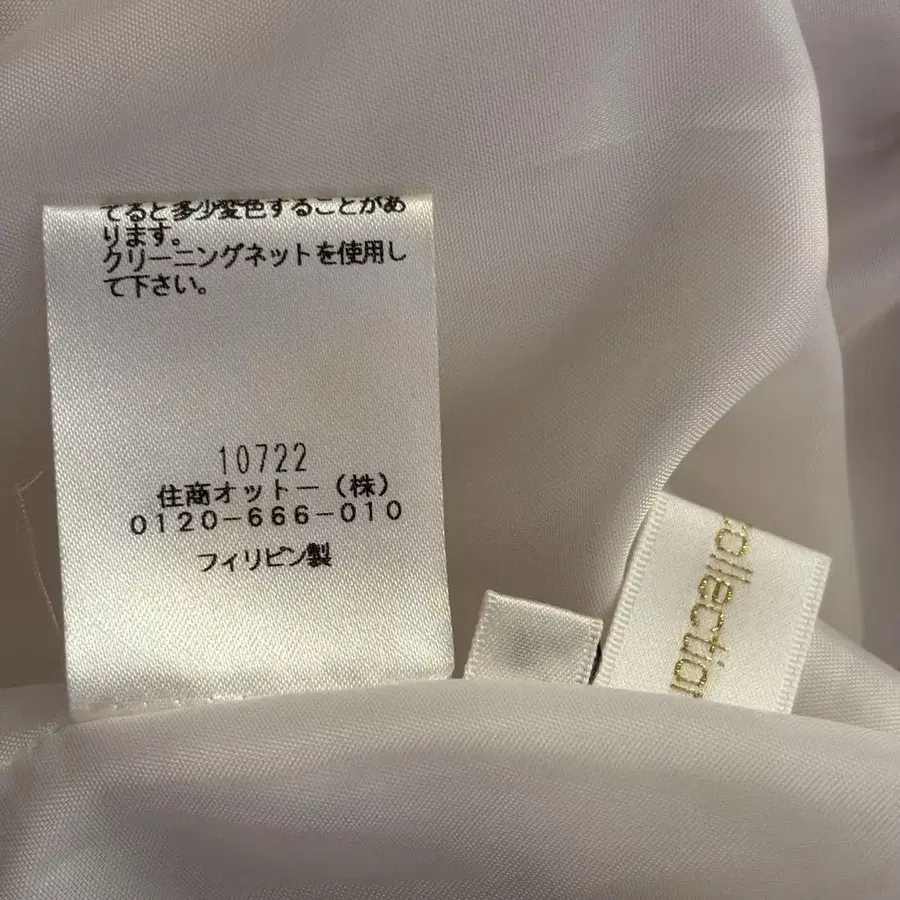 てると多少変色することがあ
ります。
クリーニングネットを使用し
て下さい。
10722
住商オットー(株)
0120-666-010
フィリピン製
collection